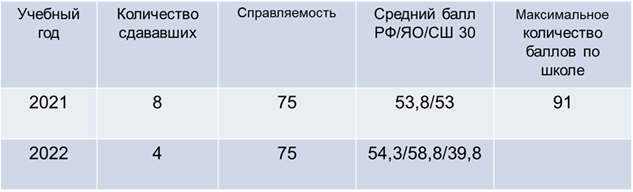 Учебный год
Количество сдававших
Справляемость
Средний балл РФ/ЯО/СШ 30
Максимальное количество баллов по школе
2021
8
75
53,8/53
91
2022
4
75
54,3/58,8/39,8